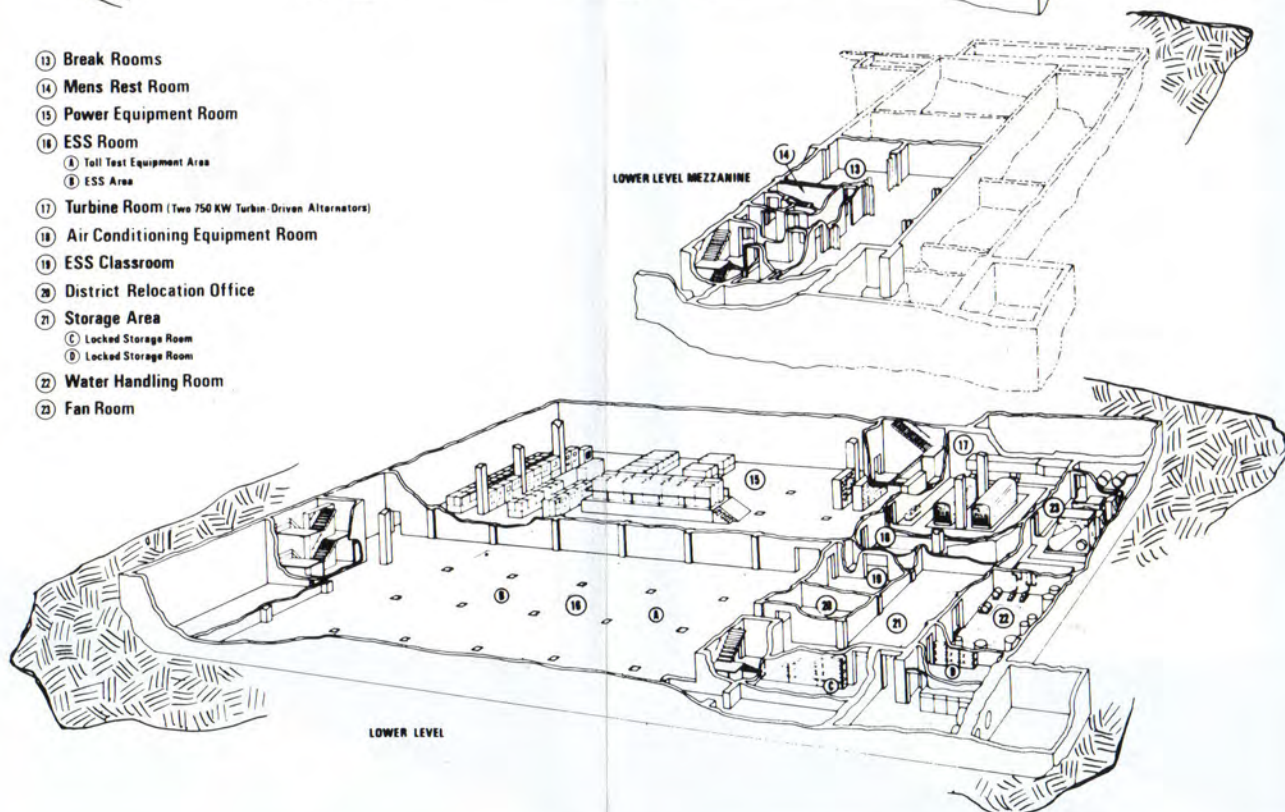 ⑬ Break Rooms
⑭ Mens Rest Room
⑮ Power Equipment Room
⑯ ESS Room
Ⓐ Toll Test Equipment Area
Ⓑ ESS Area
⑰ Turbine Room (Two 750 KW Turbin-Driven Alternators)
⑱ Air Conditioning Equipment Room
⑲ ESS Classroom
⑳ District Relocation Office
㉑ Storage Area
Ⓒ Locked Storage Room
Ⓓ Locked Storage Room
㉒ Water Handling Room
㉓ Fan Room
⑭
⑬
LOWER LEVEL MEZZANINE
⑰
⑮
㉓
⑱
⑲
Ⓑ
⑯
Ⓐ
⑳
㉑
㉒
Ⓒ
Ⓓ
LOWER LEVEL